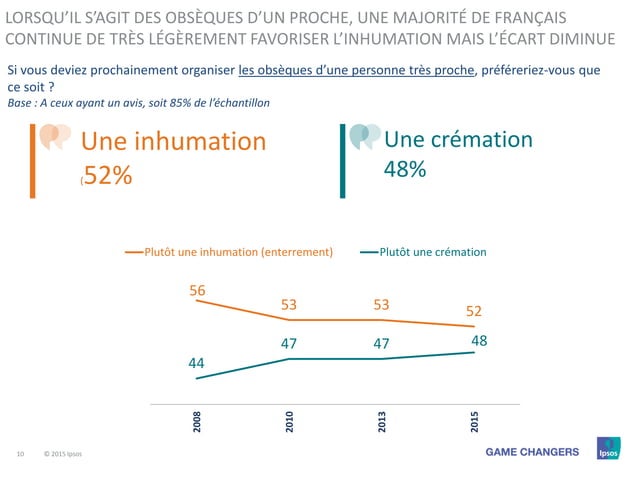 LORSQU’IL S’AGIT DES OBSÈQUES D’UN PROCHE, UNE MAJORITÉ DE FRANÇAIS
CONTINUE DE TRÈS LÉGÈREMENT FAVORISER L’INHUMATION MAIS L’ÉCART DIMINUE
Si vous deviez prochainement organiser les obsèques d’une personne très proche, préféreriez-vous que
ce soit ?
Base : A ceux ayant un avis, soit 85% de l’échantillon
Une inhumation
(52%
Une crémation
48%
Plutôt une inhumation (enterrement)
Plutôt une crémation
56
53
53
52
44
47
47
48
2008
2010
2013
2015
10
© 2015 Ipsos
GAME CHANGERS
Ipsos